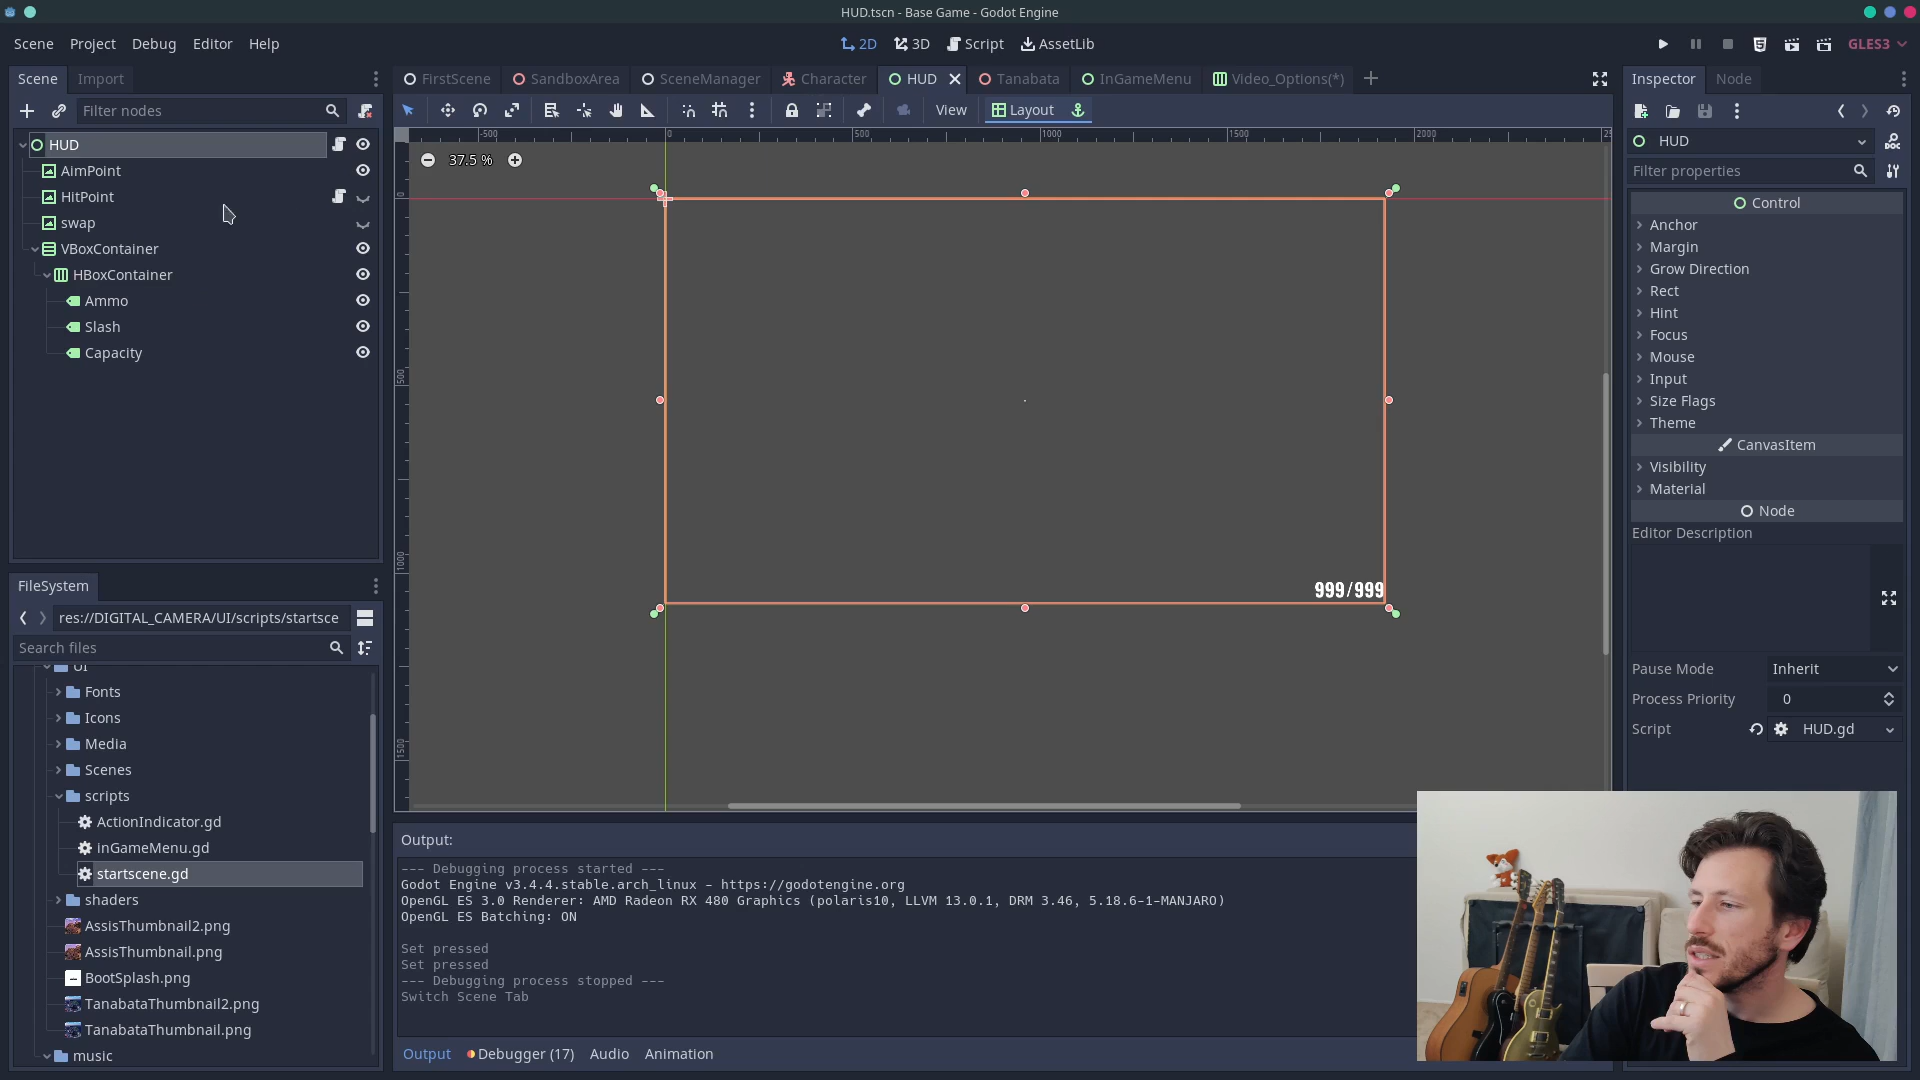 HUD.tscn - Base Game - Godot Engine
Scene Project Debug Editor Help
2D 3D Script AssetLib
GLES3
Scene Import
FirstScene SandboxArea SceneManager Character HUD Tanabata InGameMenu Video_Options(*)
Inspector Node
Filter nodes
View Layout
HUD
AimPoint
HitPoint
swap
VBoxContainer
HBoxContainer
Ammo
Slash
Capacity
-500 0 500 1000 1500 2000
37.5 %
0
500
1000
1500
999/999
HUD
Filter properties
Control
Anchor
Margin
Grow Direction
Rect
Hint
Focus
Mouse
Input
Size Flags
Theme
CanvasItem
Visibility
Material
Node
Editor Description
Pause Mode Inherit
Process Priority 0
Script HUD.gd
FileSystem
res://DIGITAL_CAMERA/UI/scripts/startsce
Search files
UI
Fonts
Icons
Media
Scenes
scripts
ActionIndicator.gd
inGameMenu.gd
startscene.gd
shaders
AssisThumbnail2.png
AssisThumbnail.png
BootSplash.png
TanabataThumbnail2.png
TanabataThumbnail.png
music
Output:
--- Debugging process started ---
Godot Engine v3.4.4.stable.arch_linux - https://godotengine.org
OpenGL ES 3.0 Renderer: AMD Radeon RX 480 Graphics (polaris10, LLVM 13.0.1, DRM 3.46, 5.18.6-1-MANJARO)
OpenGL ES Batching: ON
Set pressed
Set pressed
--- Debugging process stopped ---
Switch Scene Tab
Output Debugger (17) Audio Animation